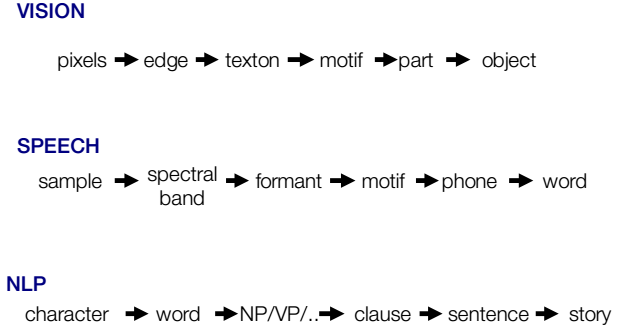 VISION
pixels edge texton motif part object
SPEECH
sample spectral band formant motif phone word
NLP
character word NP/VP/.. clause sentence story